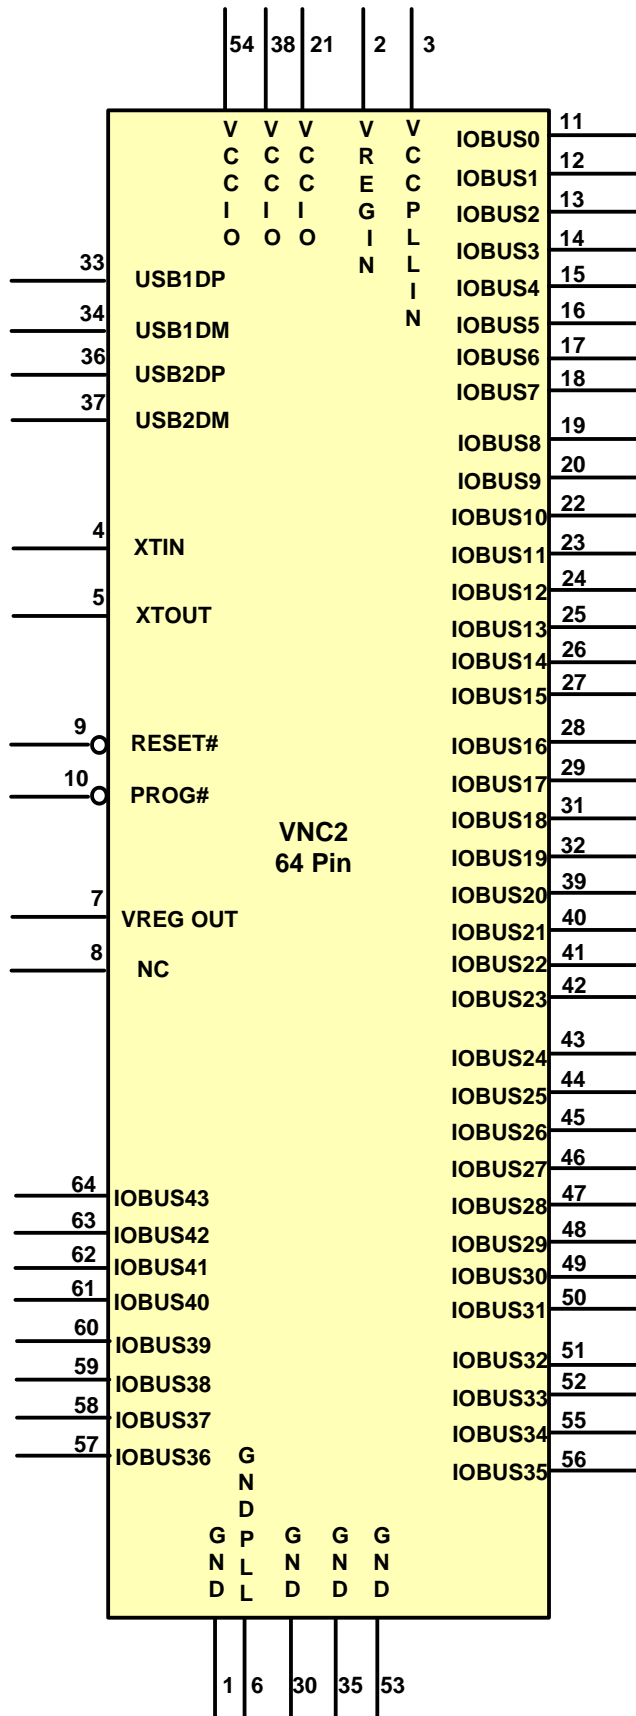 54 38 21 2 3
VCCIO
VCCIO
VCCIO
VREGIN
VCCPLLIN
33 USB1DP
34 USB1DM
36 USB2DP
37 USB2DM
4 XTIN
5 XTOUT
9 RESET#
10 PROG#
7 VREG OUT
8 NC
64 IOBUS43
63 IOBUS42
62 IOBUS41
61 IOBUS40
60 IOBUS39
59 IOBUS38
58 IOBUS37
57 IOBUS36
VNC2
64 Pin
IOBUS0 11
IOBUS1 12
IOBUS2 13
IOBUS3 14
IOBUS4 15
IOBUS5 16
IOBUS6 17
IOBUS7 18
IOBUS8 19
IOBUS9 20
IOBUS10 22
IOBUS11 23
IOBUS12 24
IOBUS13 25
IOBUS14 26
IOBUS15 27
IOBUS16 28
IOBUS17 29
IOBUS18 31
IOBUS19 32
IOBUS20 39
IOBUS21 40
IOBUS22 41
IOBUS23 42
IOBUS24 43
IOBUS25 44
IOBUS26 45
IOBUS27 46
IOBUS28 47
IOBUS29 48
IOBUS30 49
IOBUS31 50
IOBUS32 51
IOBUS33 52
IOBUS34 55
IOBUS35 56
GND
GNDPLL
GND
GND
GND
1 6 30 35 53